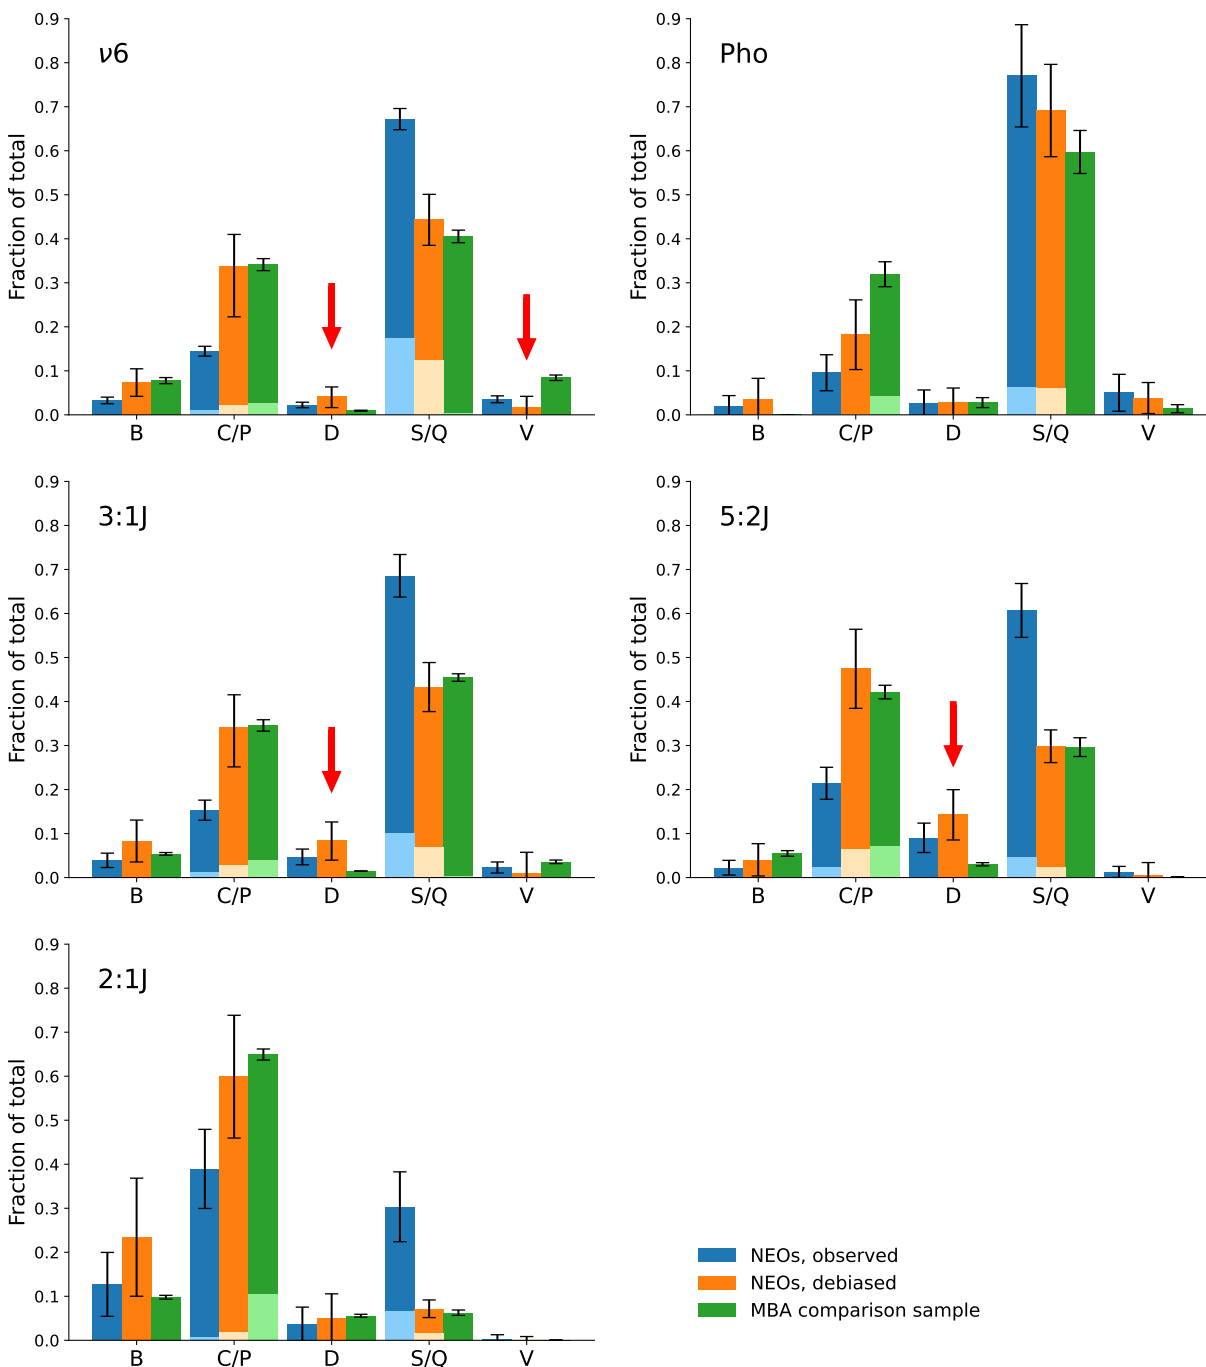 ν6
Fraction of total
0.9
0.8
0.7
0.6
0.5
0.4
0.3
0.2
0.1
0.0
B C/P D S/Q V
Pho
Fraction of total
0.9
0.8
0.7
0.6
0.5
0.4
0.3
0.2
0.1
0.0
B C/P D S/Q V
3:1J
Fraction of total
0.9
0.8
0.7
0.6
0.5
0.4
0.3
0.2
0.1
0.0
B C/P D S/Q V
5:2J
Fraction of total
0.9
0.8
0.7
0.6
0.5
0.4
0.3
0.2
0.1
0.0
B C/P D S/Q V
2:1J
Fraction of total
0.9
0.8
0.7
0.6
0.5
0.4
0.3
0.2
0.1
0.0
B C/P D S/Q V
NEOs, observed
NEOs, debiased
MBA comparison sample